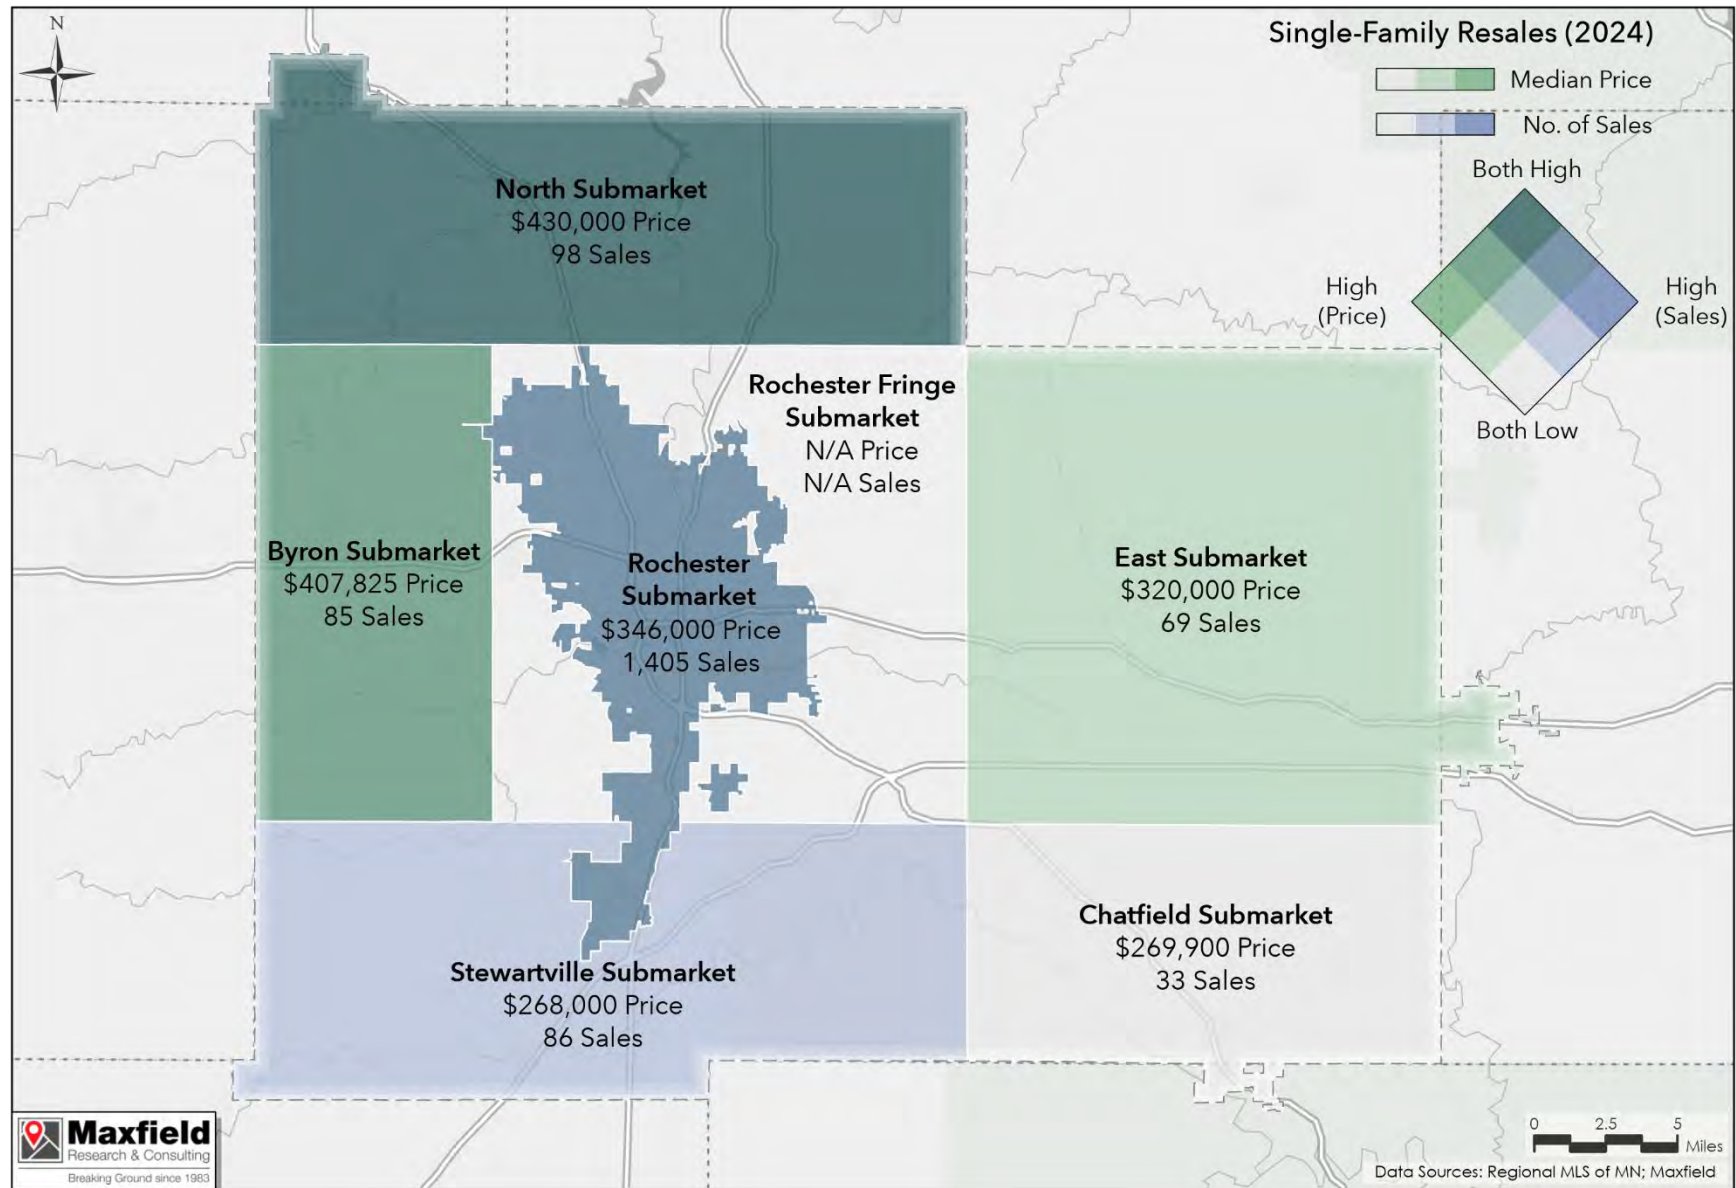 N
Single-Family Resales (2024)
Median Price
No. of Sales
Both High
High
(Price)
High
(Sales)
Both Low
North Submarket
$430,000 Price
98 Sales
Rochester Fringe
Submarket
N/A Price
N/A Sales
Byron Submarket
$407,825 Price
85 Sales
Rochester
Submarket
$346,000 Price
1,405 Sales
East Submarket
$320,000 Price
69 Sales
Stewartville Submarket
$268,000 Price
86 Sales
Chatfield Submarket
$269,900 Price
33 Sales
Maxfield
Research & Consulting
Breaking Ground since 1983
0 2.5 5
Miles
Data Sources: Regional MLS of MN; Maxfield